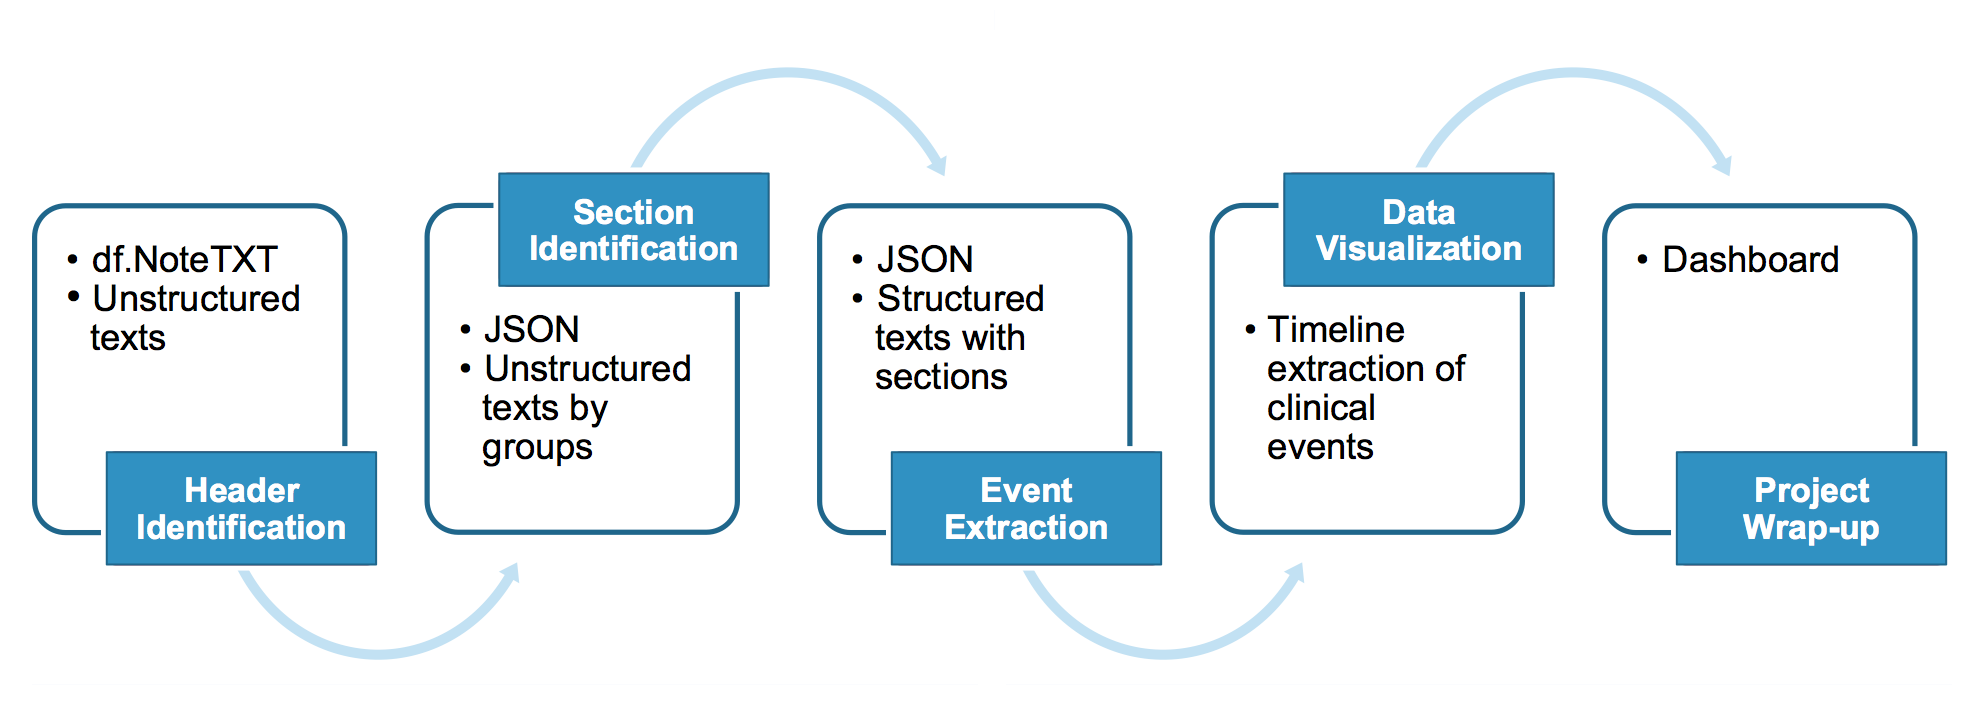 • df.NoteTXT
• Unstructured
texts
Header
Identification
Section
Identification
• JSON
• Unstructured
texts by
groups
• JSON
• Structured
texts with
sections
Event
Extraction
Data
Visualization
• Timeline
extraction of
clinical
events
• Dashboard
Project
Wrap-up